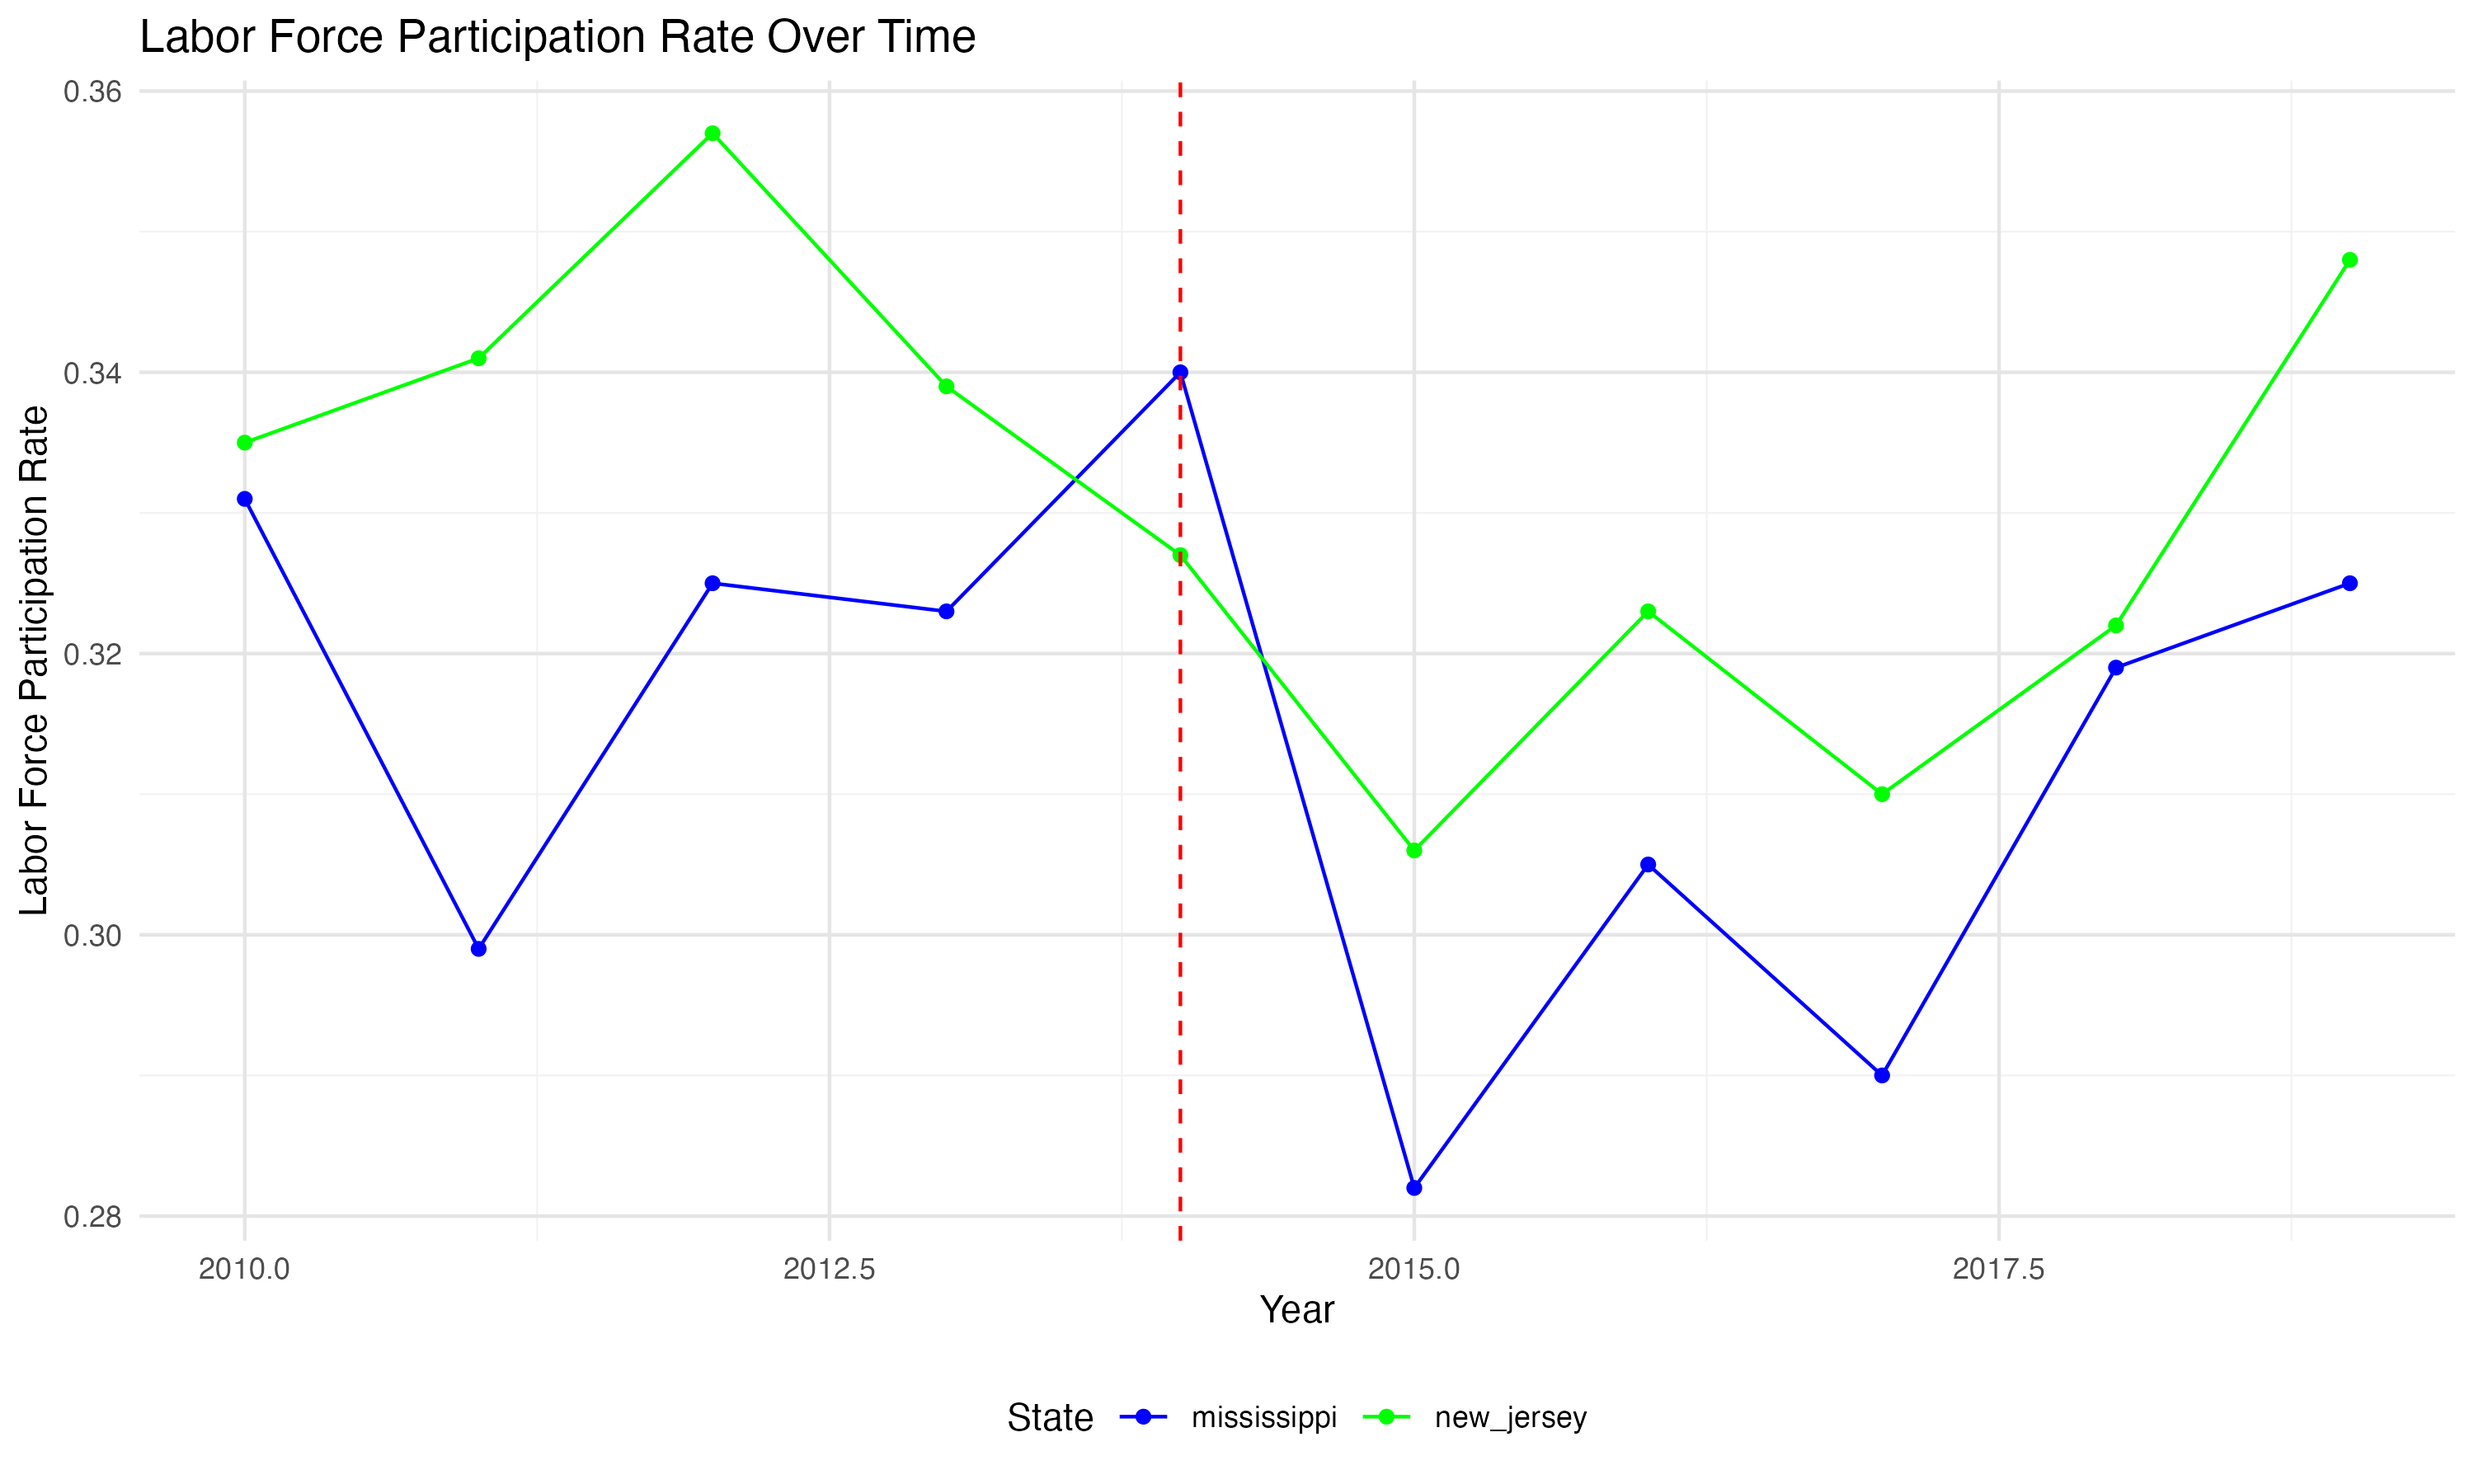 Labor Force Participation Rate Over Time
0.36
0.34
0.32
0.30
0.28
Labor Force Participation Rate
2010.0 2012.5 2015.0 2017.5
Year
State mississippi new_jersey